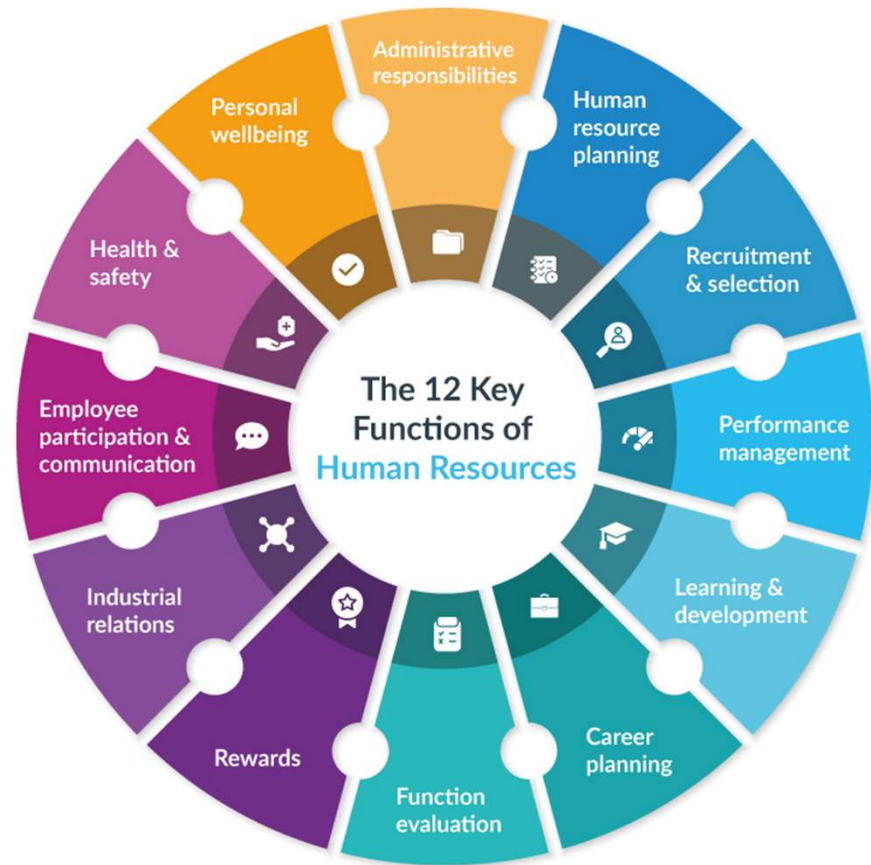 The 12 Key
Functions of
Human Resources
Administrative
responsibilities
Human
resource
planning
Recruitment
& selection
Performance
management
Learning &
development
Career
planning
Function
evaluation
Rewards
Industrial
relations
Employee
participation &
communication
Health &
safety
Personal
wellbeing